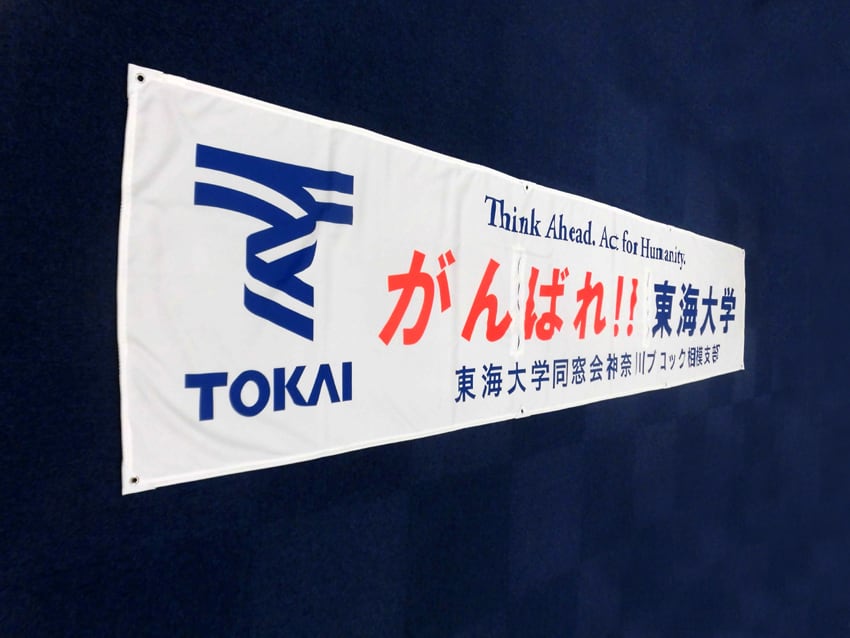 TOKAI
Think Ahead. Act for Humanity.
がんばれ!! 東海大学
東海大学同窓会神奈川ブロック相模支部